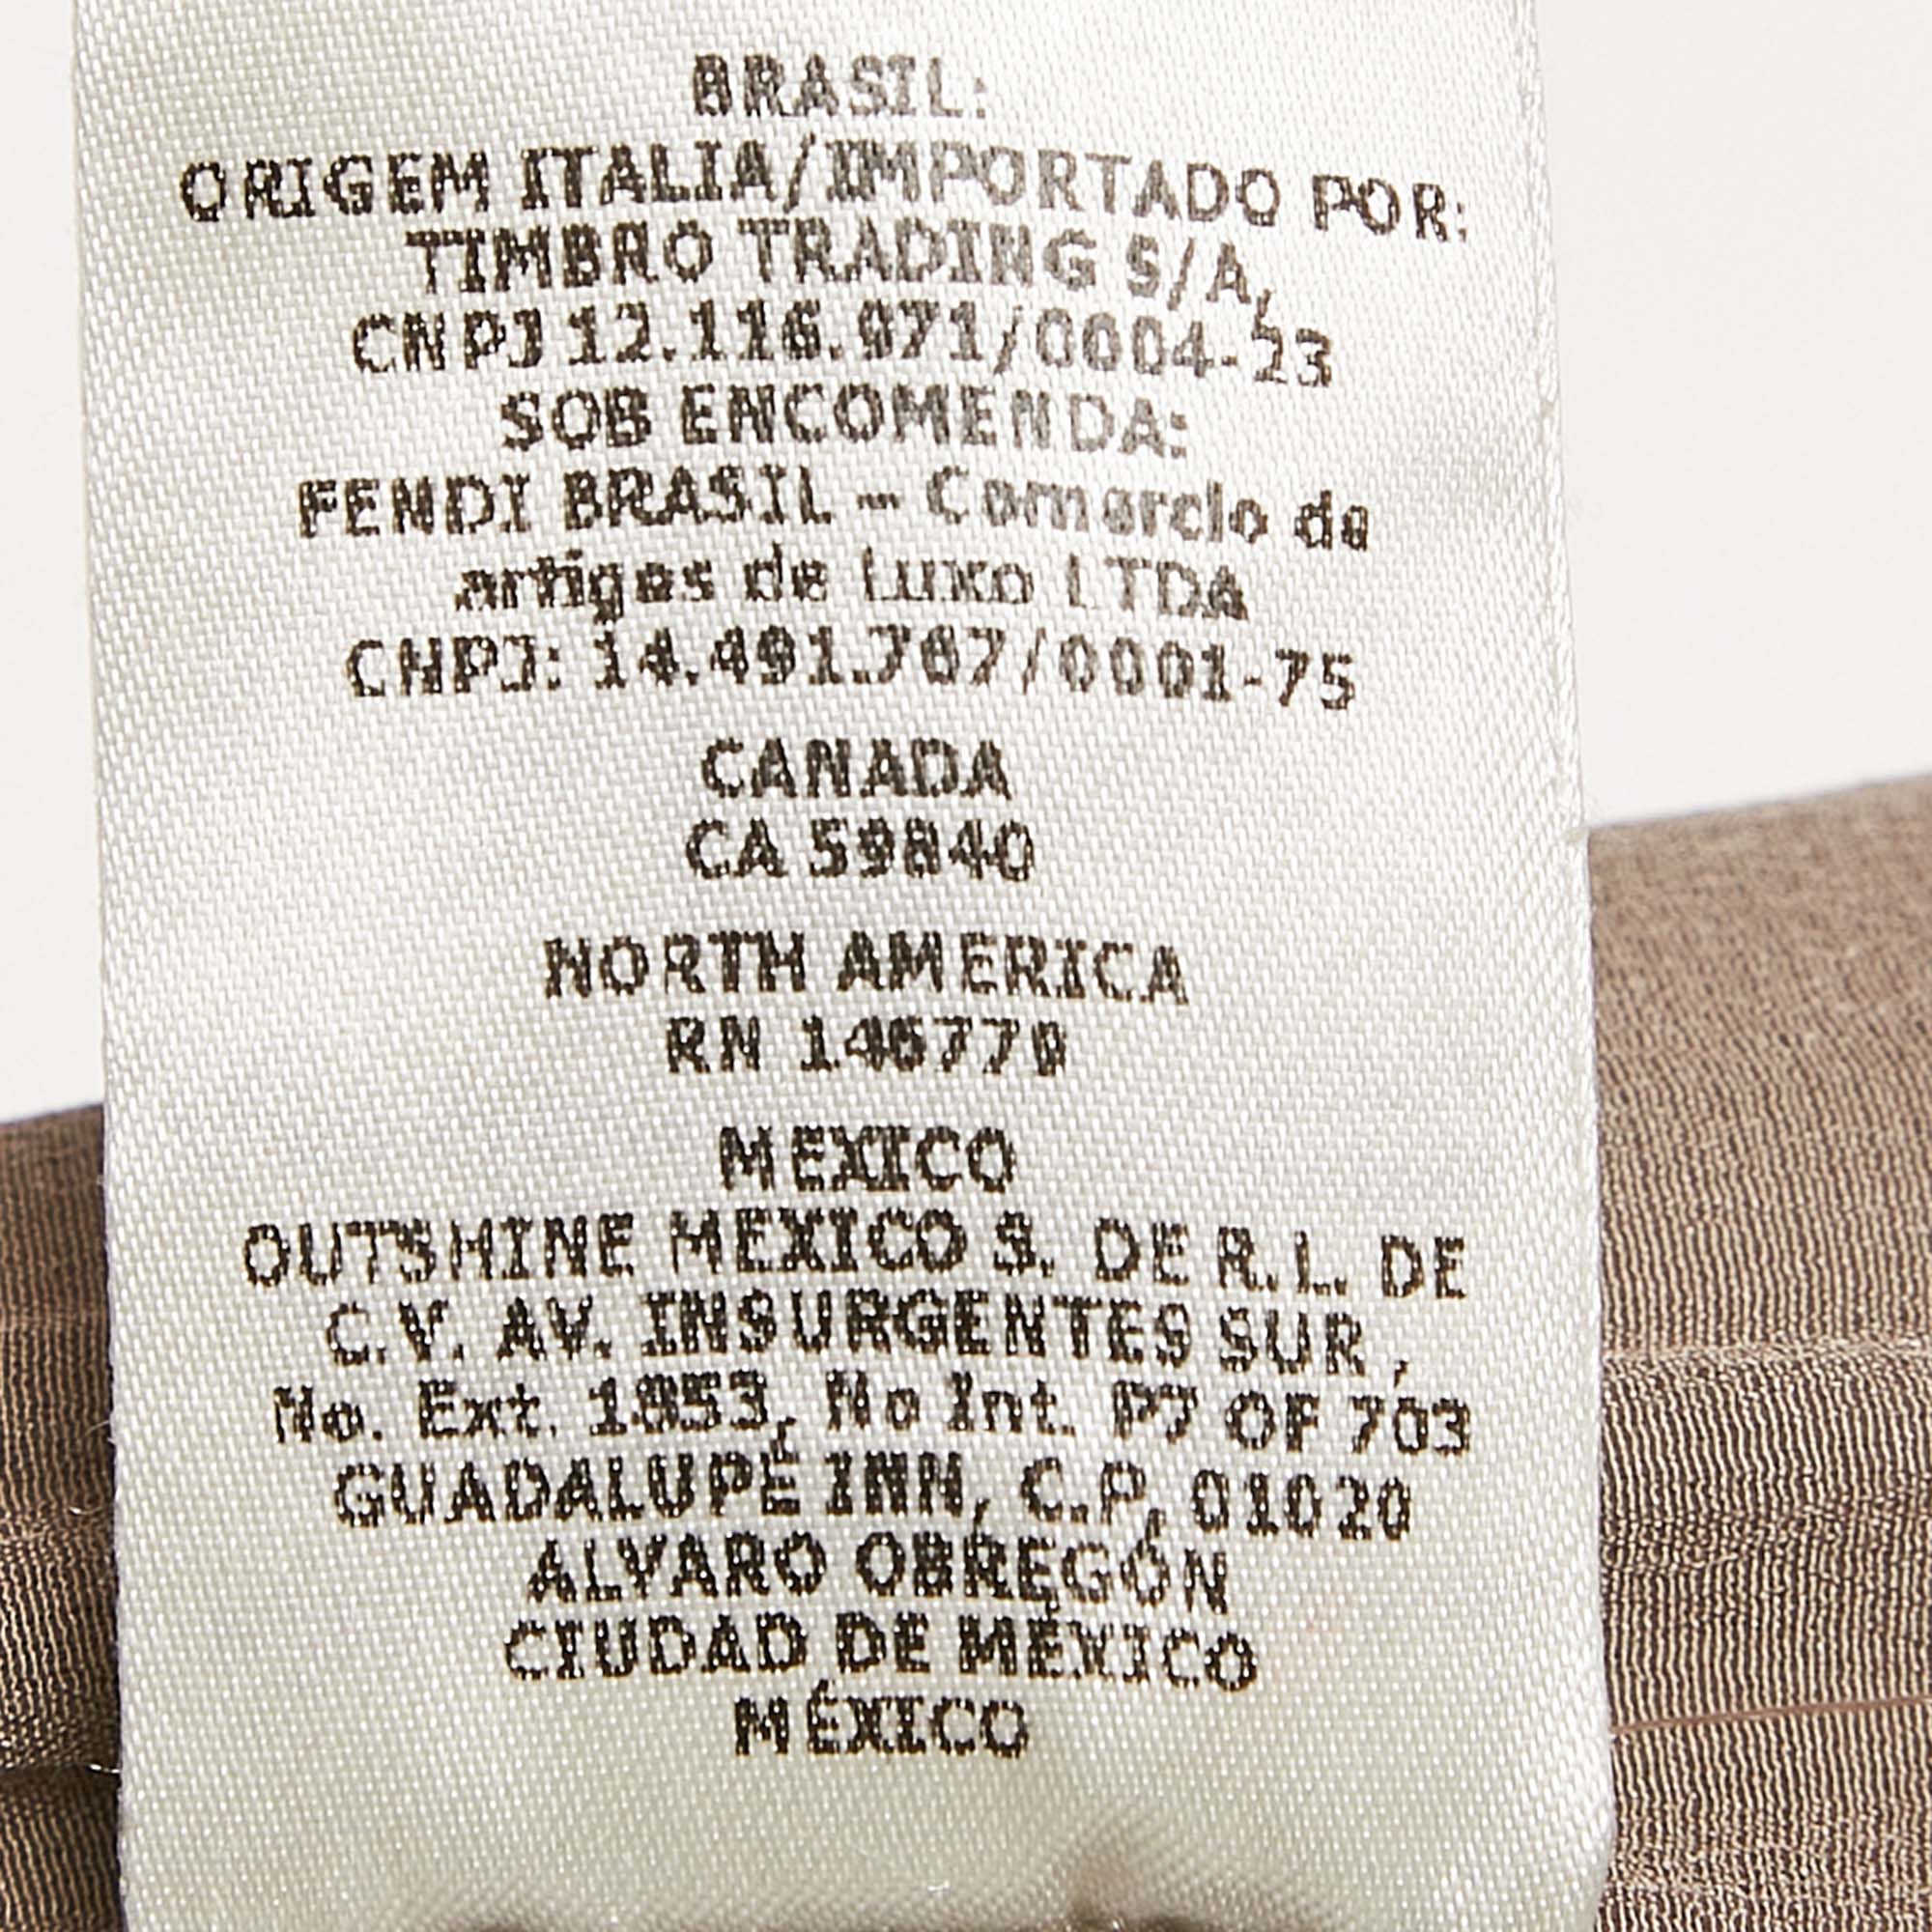 BRASIL:
ORIGEM ITALIA/IMPORTADO POR:
TIMBRO TRADING S/A,
CNPJ 12.116.971/0004-23
SOB ENCOMENDA:
FENDI BRASIL - Comercio de
artigos de Luxo LTDA
CNPJ: 14.491.767/0001-75
CANADA
CA 59840
NORTH AMERICA
RN 146779
MEXICO
OUTSHINE MEXICO S. DE R.L. DE
C.V. AV. INSURGENTES SUR ,
No. Ext. 1853, No Int. P7 OF 703
GUADALUPE INN, C.P, 01020
ALVARO OBREGÓN
CIUDAD DE MÉXICO
MÉXICO